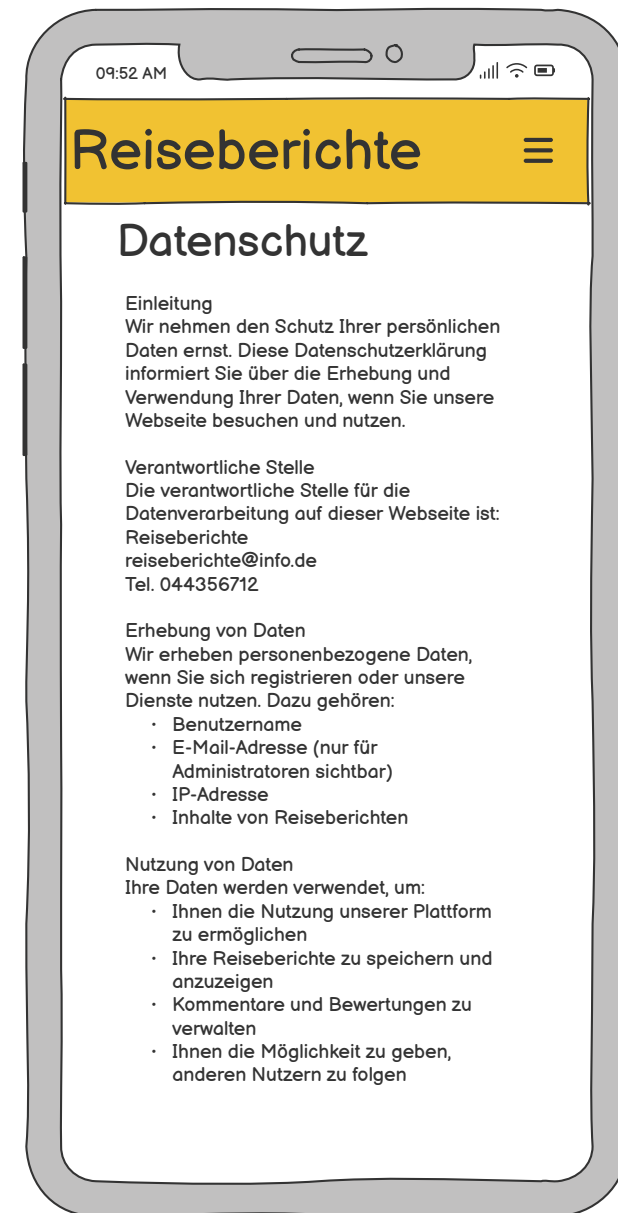 09:52 AM
Reiseberichte
Datenschutz
Einleitung
Wir nehmen den Schutz Ihrer persönlichen
Daten ernst. Diese Datenschutzerklärung
informiert Sie über die Erhebung und
Verwendung Ihrer Daten, wenn Sie unsere
Webseite besuchen und nutzen.
Verantwortliche Stelle
Die verantwortliche Stelle für die
Datenverarbeitung auf dieser Webseite ist:
Reiseberichte
reiseberichte@info.de
Tel. 044356712
Erhebung von Daten
Wir erheben personenbezogene Daten,
wenn Sie sich registrieren oder unsere
Dienste nutzen. Dazu gehören:
· Benutzername
· E-Mail-Adresse (nur für
Administratoren sichtbar)
· IP-Adresse
· Inhalte von Reiseberichten
Nutzung von Daten
Ihre Daten werden verwendet, um:
· Ihnen die Nutzung unserer Plattform
zu ermöglichen
· Ihre Reiseberichte zu speichern und
anzuzeigen
· Kommentare und Bewertungen zu
verwalten
· Ihnen die Möglichkeit zu geben,
anderen Nutzern zu folgen